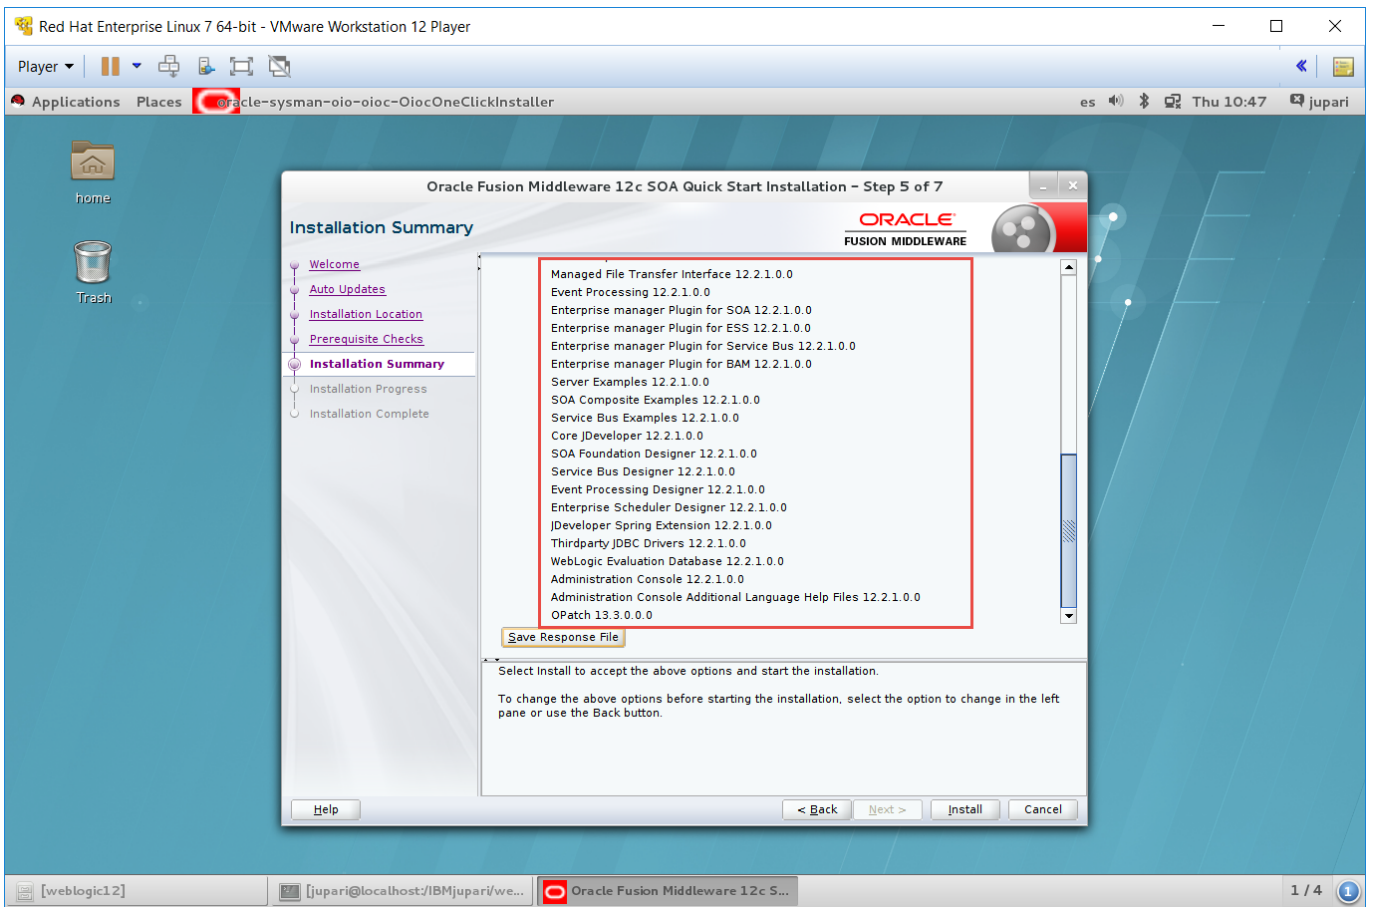 Red Hat Enterprise Linux 7 64-bit - VMware Workstation 12 Player
Player
Applications Places oracle-sysman-oio-oioc-OiocOneClickInstaller es Thu 10:47 jupari
home
Trash
Oracle Fusion Middleware 12c SOA Quick Start Installation - Step 5 of 7
Installation Summary
ORACLE
FUSION MIDDLEWARE
Welcome
Auto Updates
Installation Location
Prerequisite Checks
Installation Summary
Installation Progress
Installation Complete
Managed File Transfer Interface 12.2.1.0.0
Event Processing 12.2.1.0.0
Enterprise manager Plugin for SOA 12.2.1.0.0
Enterprise manager Plugin for ESS 12.2.1.0.0
Enterprise manager Plugin for Service Bus 12.2.1.0.0
Enterprise manager Plugin for BAM 12.2.1.0.0
Server Examples 12.2.1.0.0
SOA Composite Examples 12.2.1.0.0
Service Bus Examples 12.2.1.0.0
Core JDeveloper 12.2.1.0.0
SOA Foundation Designer 12.2.1.0.0
Service Bus Designer 12.2.1.0.0
Event Processing Designer 12.2.1.0.0
Enterprise Scheduler Designer 12.2.1.0.0
JDeveloper Spring Extension 12.2.1.0.0
Thirdparty JDBC Drivers 12.2.1.0.0
WebLogic Evaluation Database 12.2.1.0.0
Administration Console 12.2.1.0.0
Administration Console Additional Language Help Files 12.2.1.0.0
OPatch 13.3.0.0.0
Save Response File
Select Install to accept the above options and start the installation.
To change the above options before starting the installation, select the option to change in the left
pane or use the Back button.
Help < Back Next > Install Cancel
[weblogic12] [jupari@localhost:/IBMjupari/we... Oracle Fusion Middleware 12c S... 1 / 4 1